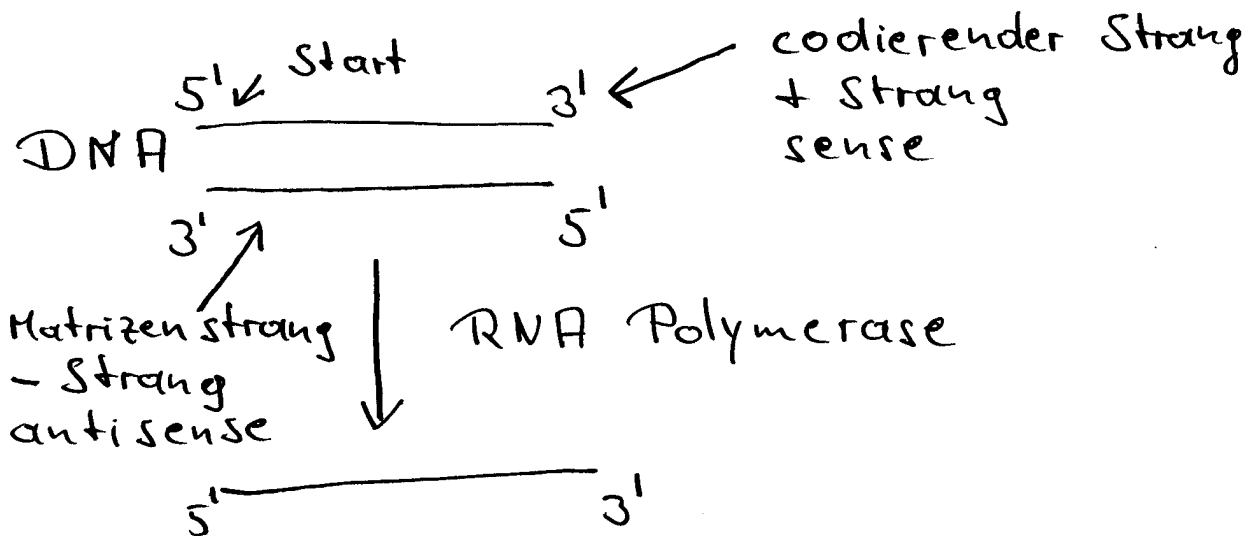 Start
codierender Strang
+ Strang
sense
5' 3'
DNA
3' 5'
Matrizenstrang
- Strang
antisense
RNA Polymerase
5' 3'